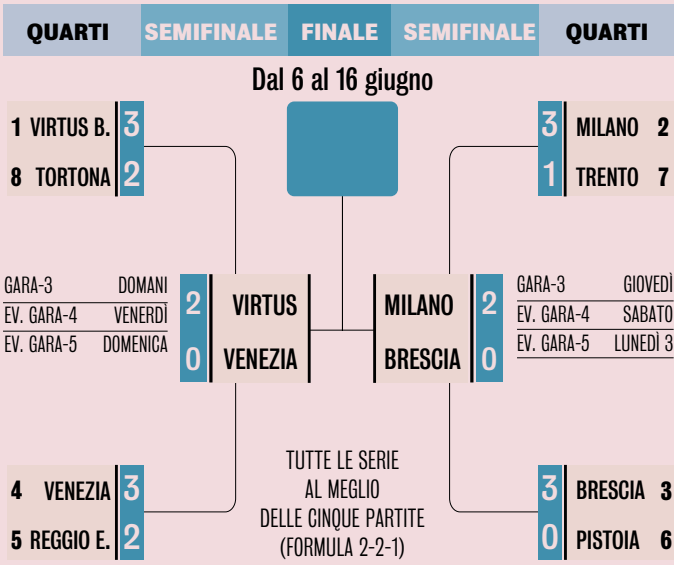 QUARTI SEMIFINALE FINALE SEMIFINALE QUARTI
Dal 6 al 16 giugno
1 VIRTUS B. 3
8 TORTONA 2
3 MILANO 2
1 TRENTO 7
GARA-3 DOMANI
EV. GARA-4 VENERDÌ
EV. GARA-5 DOMENICA
2 VIRTUS
0 VENEZIA
MILANO 2
BRESCIA 0
GARA-3 GIOVEDÌ
EV. GARA-4 SABATO
EV. GARA-5 LUNEDÌ 3
4 VENEZIA 3
5 REGGIO E. 2
TUTTE LE SERIE
AL MEGLIO
DELLE CINQUE PARTITE
(FORMULA 2-2-1)
3 BRESCIA 3
0 PISTOIA 6